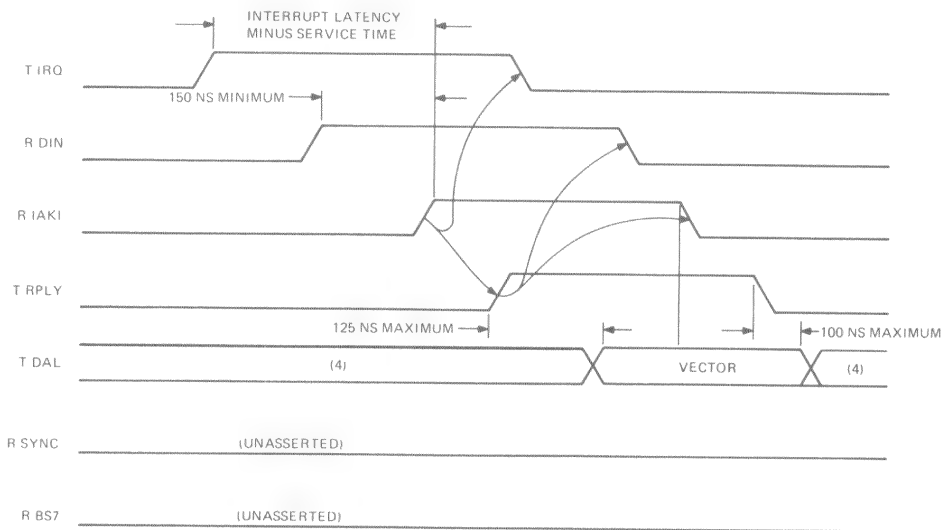 INTERRUPT LATENCY
MINUS SERVICE TIME
T IRQ
150 NS MINIMUM
R DIN
R IAKI
T RPLY
125 NS MAXIMUM
100 NS MAXIMUM
T DAL
(4)
VECTOR
(4)
R SYNC
(UNASSERTED)
R BS7
(UNASSERTED)